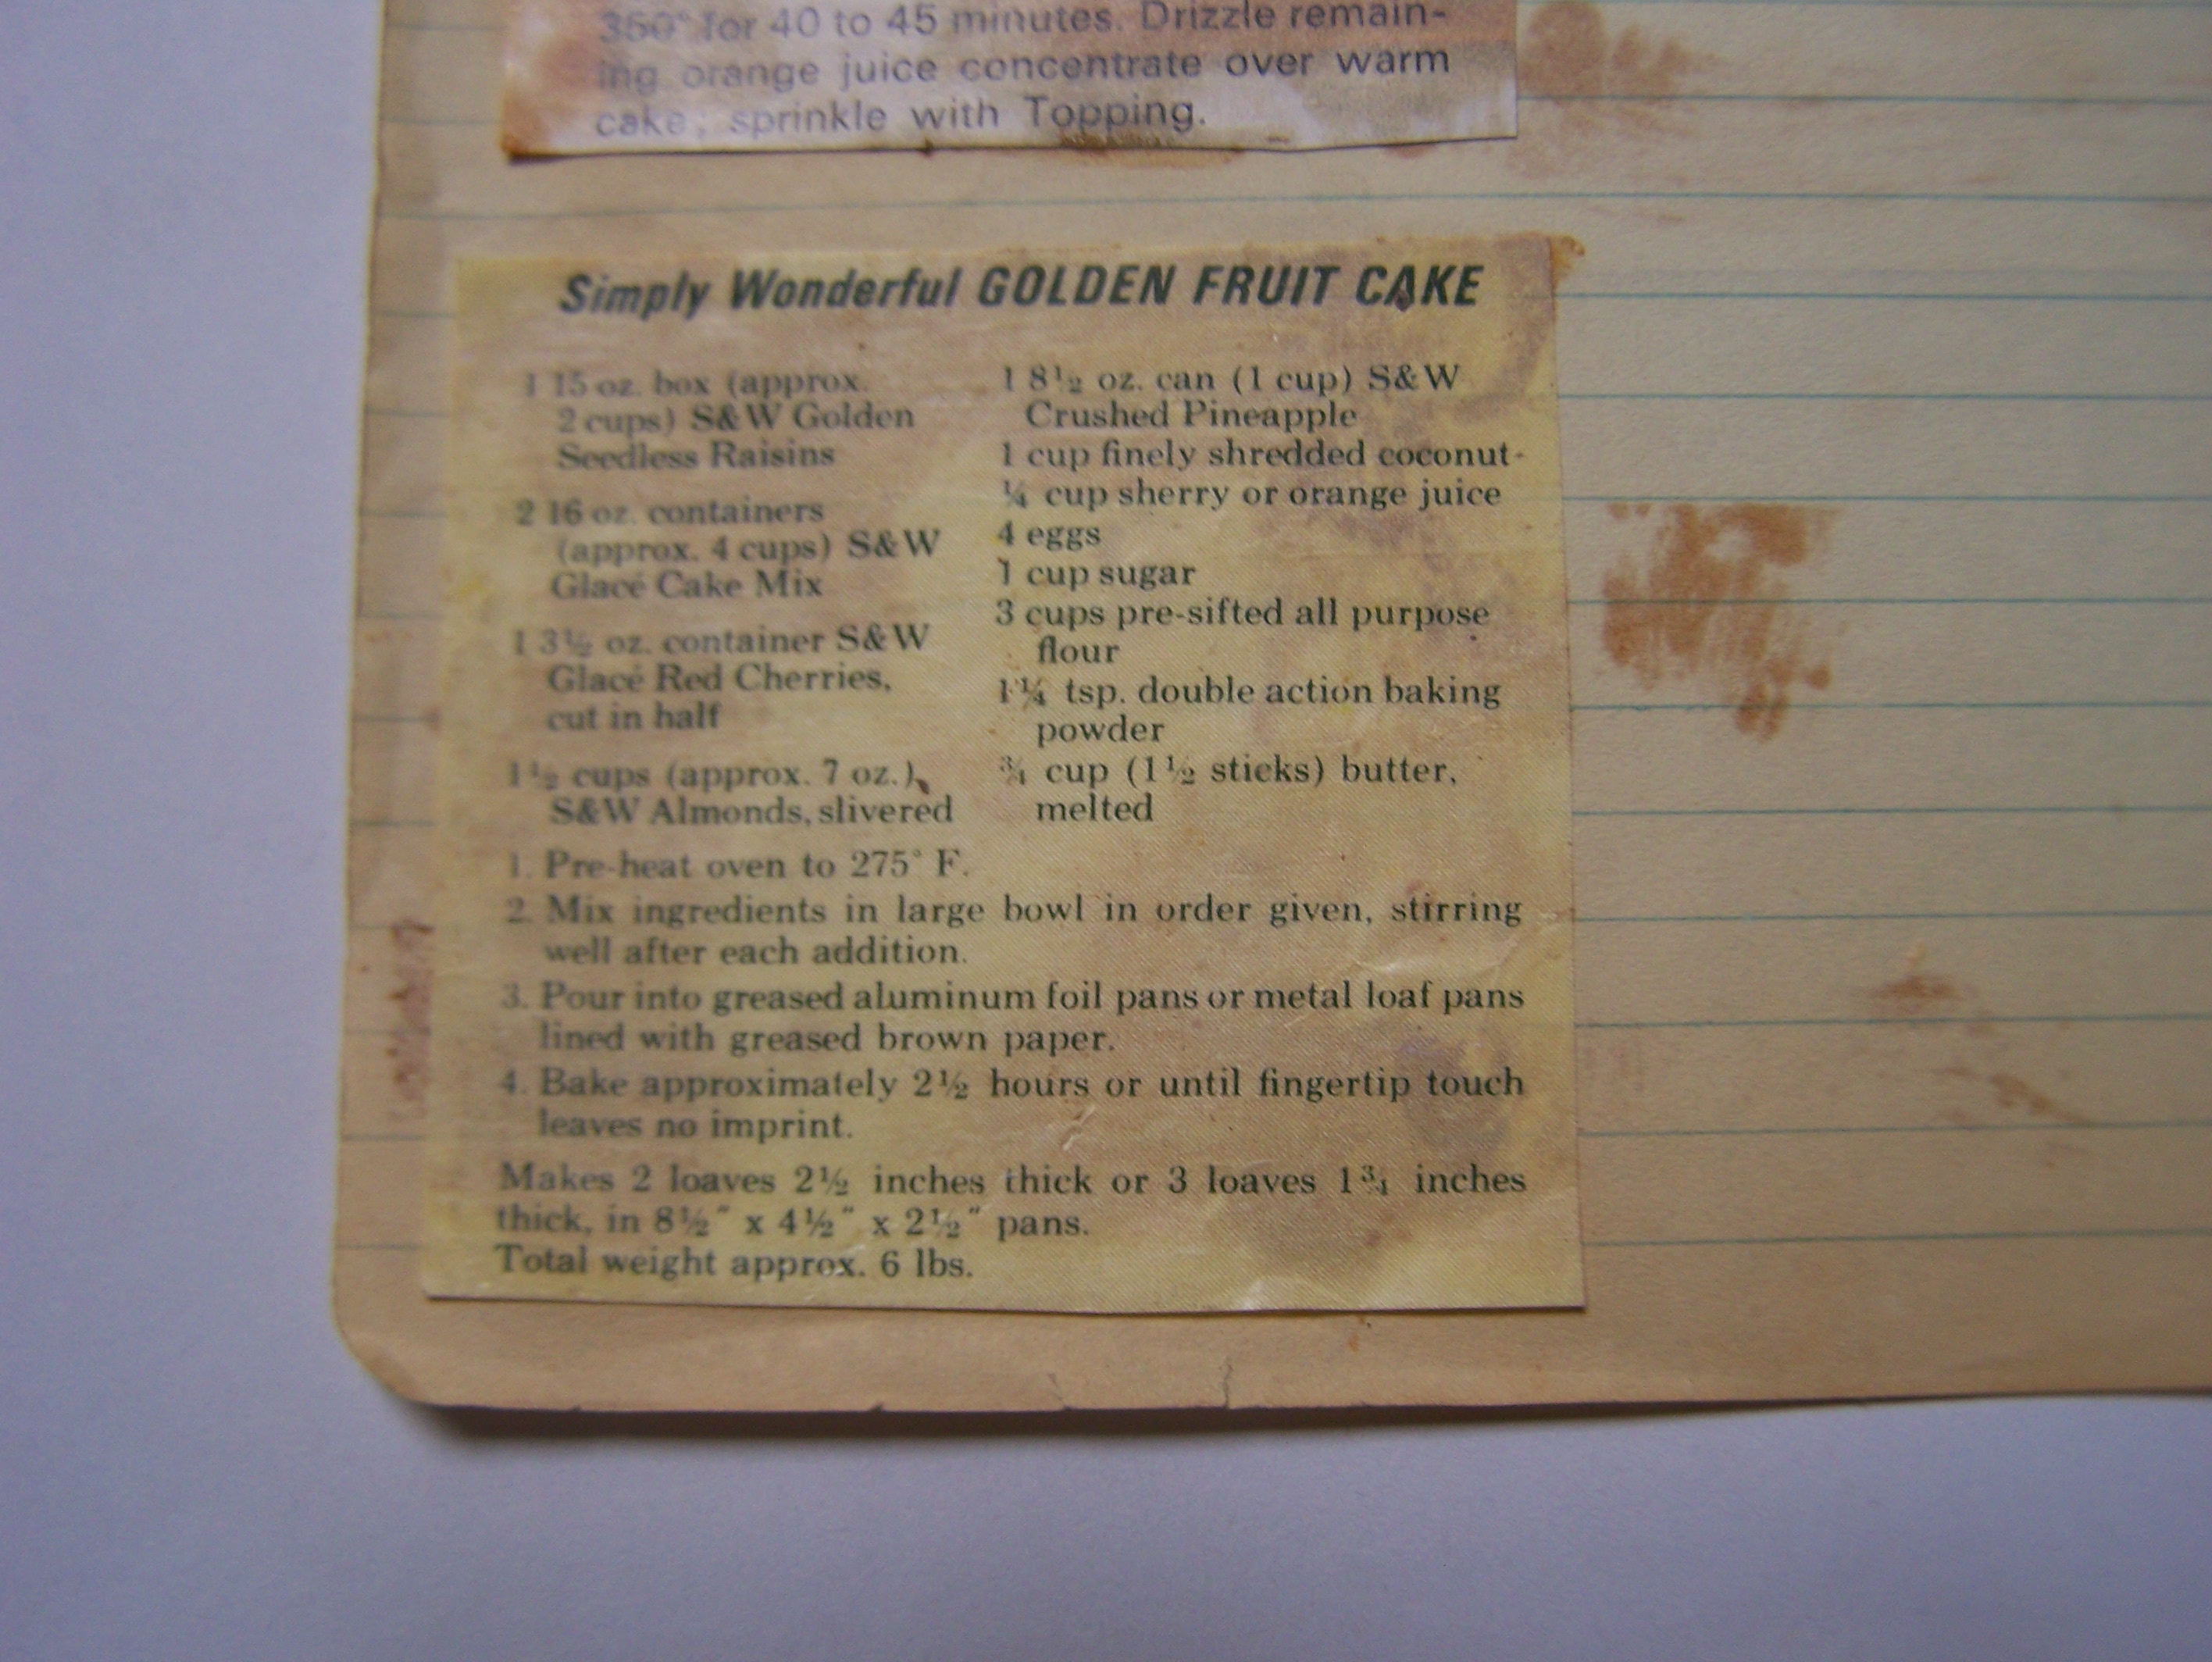 350° for 40 to 45 minutes. Drizzle remain-
ing orange juice concentrate over warm
cake; sprinkle with Topping.
Simply Wonderful GOLDEN FRUIT CAKE
1 15 oz. box (approx.
2 cups) S&W Golden
Seedless Raisins
2 16 oz. containers
(approx. 4 cups) S&W
Glacé Cake Mix
1 3½ oz. container S&W
Glacé Red Cherries,
cut in half
1½ cups (approx. 7 oz.)
S&W Almonds, slivered
1 8½ oz. can (1 cup) S&W
Crushed Pineapple
1 cup finely shredded coconut
¼ cup sherry or orange juice
4 eggs
1 cup sugar
3 cups pre-sifted all purpose
flour
1¼ tsp. double action baking
powder
¾ cup (1½ sticks) butter,
melted
1. Pre-heat oven to 275° F.
2. Mix ingredients in large bowl in order given, stirring
well after each addition.
3. Pour into greased aluminum foil pans or metal loaf pans
lined with greased brown paper.
4. Bake approximately 2½ hours or until fingertip touch
leaves no imprint.
Makes 2 loaves 2½ inches thick or 3 loaves 1¾ inches
thick, in 8½" x 4½" x 2½" pans.
Total weight approx. 6 lbs.